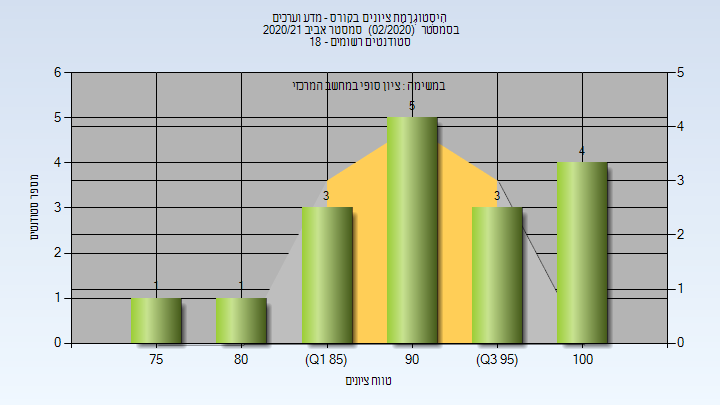 היסטוגרמת ציונים בקורס - מדע וערכים
בסמסטר (02/2020) סמסטר אביב 2020/21
סטודנטים רשומים - 18
במשימה : ציון סופי במחשב המרכזי
6
5
4
3
2
1
0
5
4
3
2
1
0
מספר סטודנטים
1
1
3
5
3
4
75
80
(Q1 85)
90
(Q3 95)
100
טווח ציונים